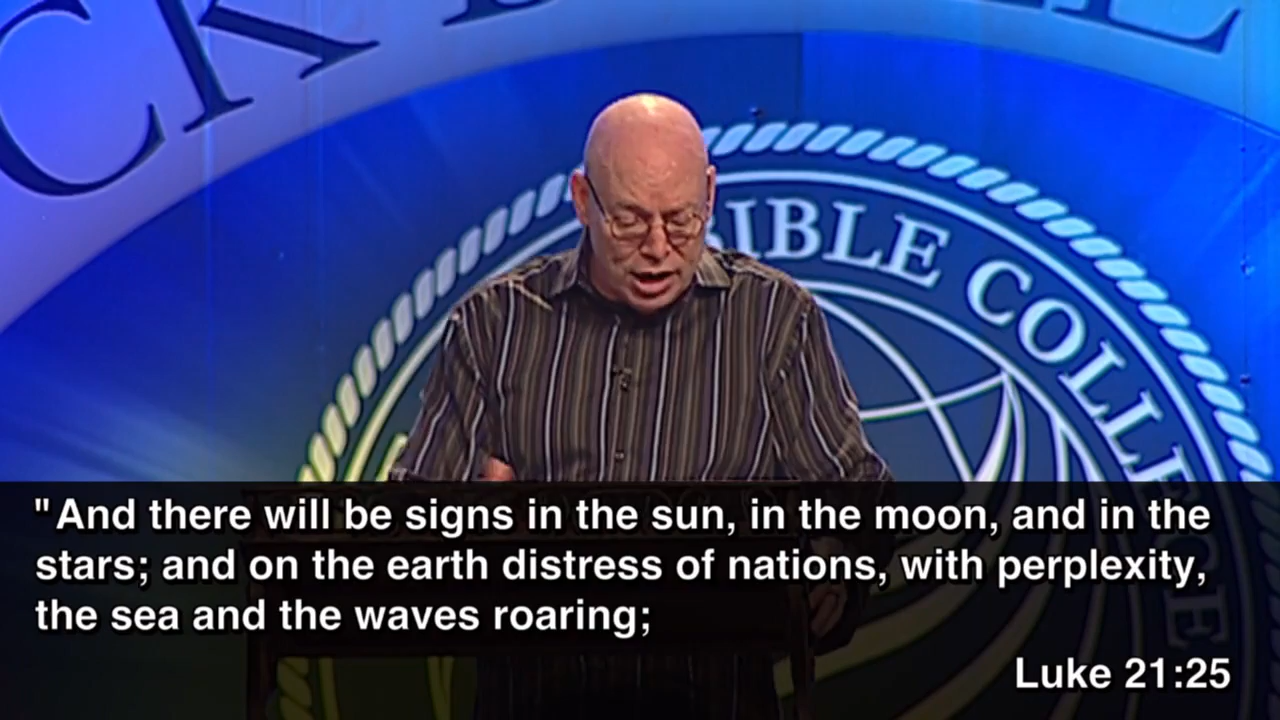 CK B
BIBLE COLLEGE
"And there will be signs in the sun, in the moon, and in the
stars; and on the earth distress of nations, with perplexity,
the sea and the waves roaring;
Luke 21:25